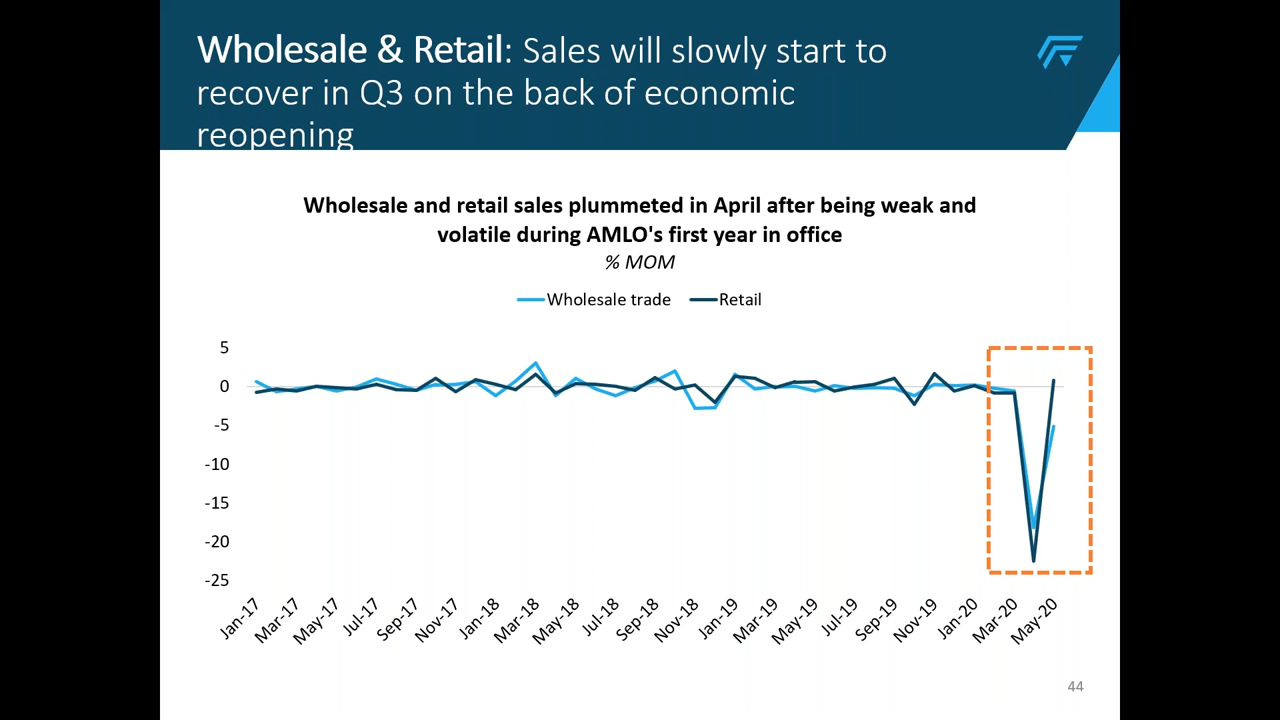 Wholesale & Retail: Sales will slowly start to
recover in Q3 on the back of economic
reopening
Wholesale and retail sales plummeted in April after being weak and
volatile during AMLO's first year in office
% MOM
Wholesale trade Retail
5
0
-5
-10
-15
-20
-25
Jan-17 Mar-17 May-17 Jul-17 Sep-17 Nov-17 Jan-18 Mar-18 May-18 Jul-18 Sep-18 Nov-18 Jan-19 Mar-19 May-19 Jul-19 Sep-19 Nov-19 Jan-20 Mar-20 May-20
44